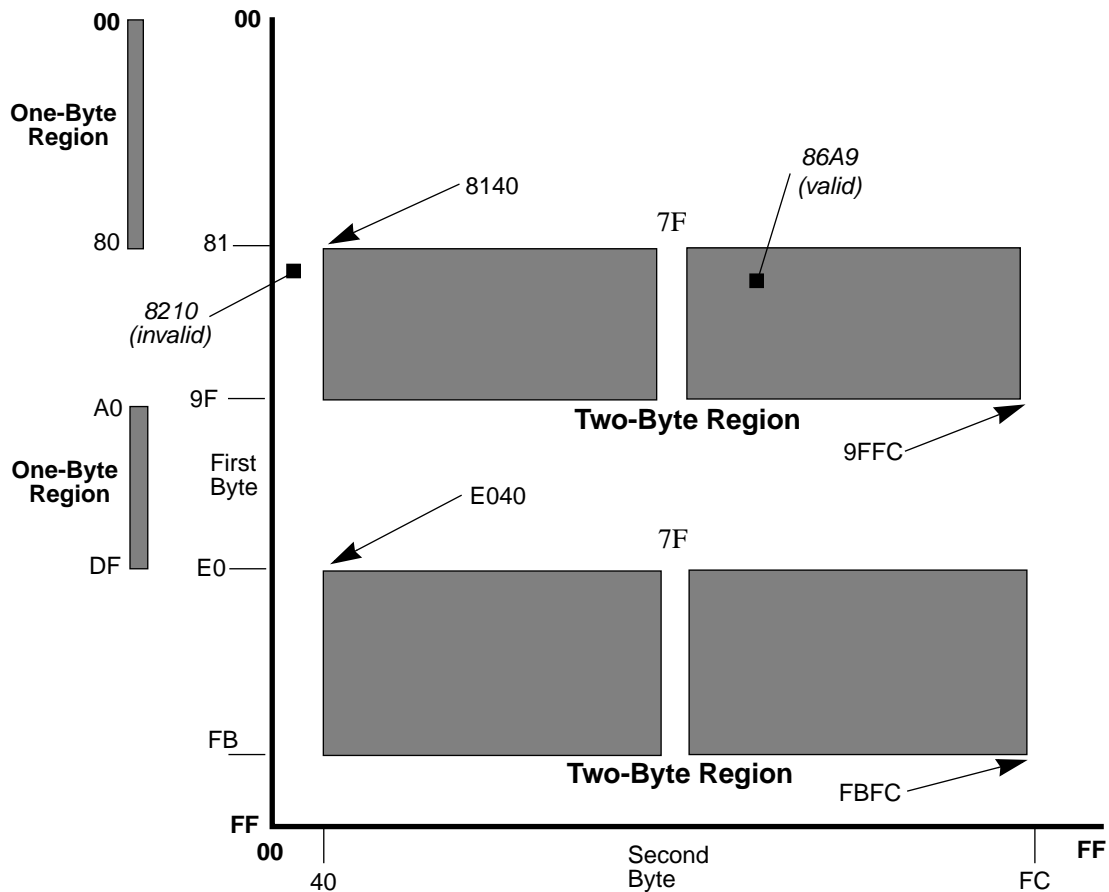 00
00
One-Byte
Region
86A9
(valid)
8140
7F
80
81
8210
(invalid)
9F
A0
Two-Byte Region
9FFC
One-Byte
Region
First
Byte
E040
7F
DF
E0
FB
Two-Byte Region
FBFC
FF
00
Second
Byte
FF
40
FC